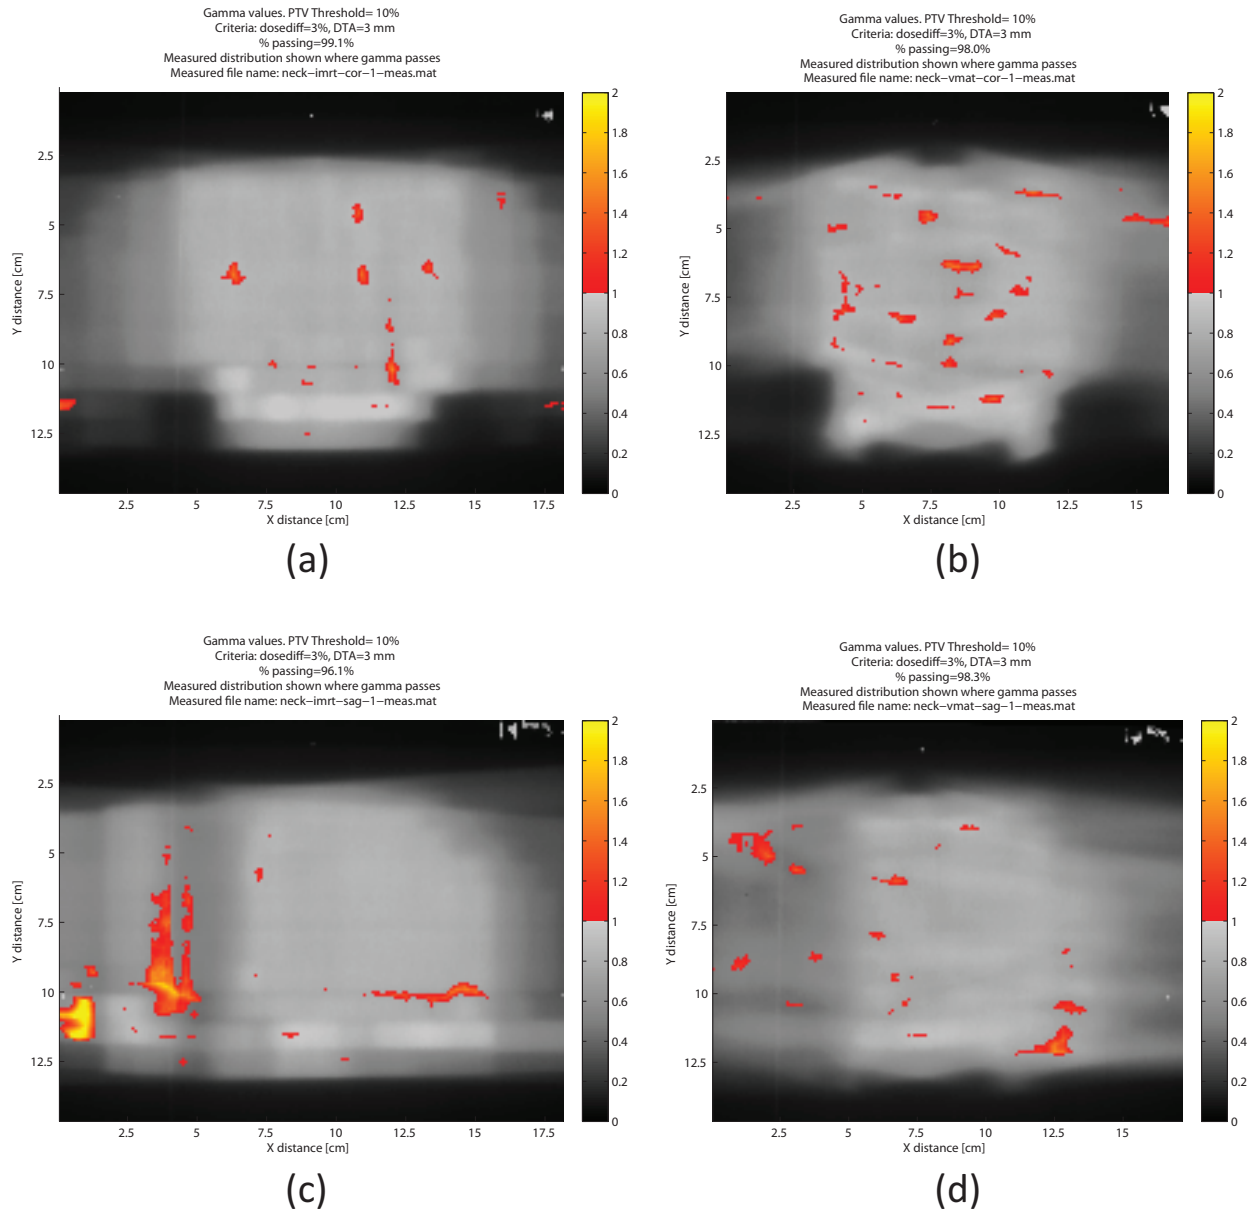 Gamma values. PTV Threshold= 10%
Criteria: dosediff=3%, DTA=3 mm
% passing=99.1%
Measured distribution shown where gamma passes
Measured file name: neck−imrt−cor−1−meas.mat
2.5
5
7.5
10
12.5
Y distance [cm]
2.5 5 7.5 10 12.5 15 17.5
X distance [cm]
2
1.8
1.6
1.4
1.2
1
0.8
0.6
0.4
0.2
0
(a)
Gamma values. PTV Threshold= 10%
Criteria: dosediff=3%, DTA=3 mm
% passing=98.0%
Measured distribution shown where gamma passes
Measured file name: neck−vmat−cor−1−meas.mat
2.5
5
7.5
10
12.5
Y distance [cm]
2.5 5 7.5 10 12.5 15
X distance [cm]
2
1.8
1.6
1.4
1.2
1
0.8
0.6
0.4
0.2
0
(b)
Gamma values. PTV Threshold= 10%
Criteria: dosediff=3%, DTA=3 mm
% passing=96.1%
Measured distribution shown where gamma passes
Measured file name: neck−imrt−sag−1−meas.mat
2.5
5
7.5
10
12.5
Y distance [cm]
2.5 5 7.5 10 12.5 15 17.5
X distance [cm]
2
1.8
1.6
1.4
1.2
1
0.8
0.6
0.4
0.2
0
(c)
Gamma values. PTV Threshold= 10%
Criteria: dosediff=3%, DTA=3 mm
% passing=98.3%
Measured distribution shown where gamma passes
Measured file name: neck−vmat−sag−1−meas.mat
2.5
5
7.5
10
12.5
Y distance [cm]
2.5 5 7.5 10 12.5 15
X distance [cm]
2
1.8
1.6
1.4
1.2
1
0.8
0.6
0.4
0.2
0
(d)